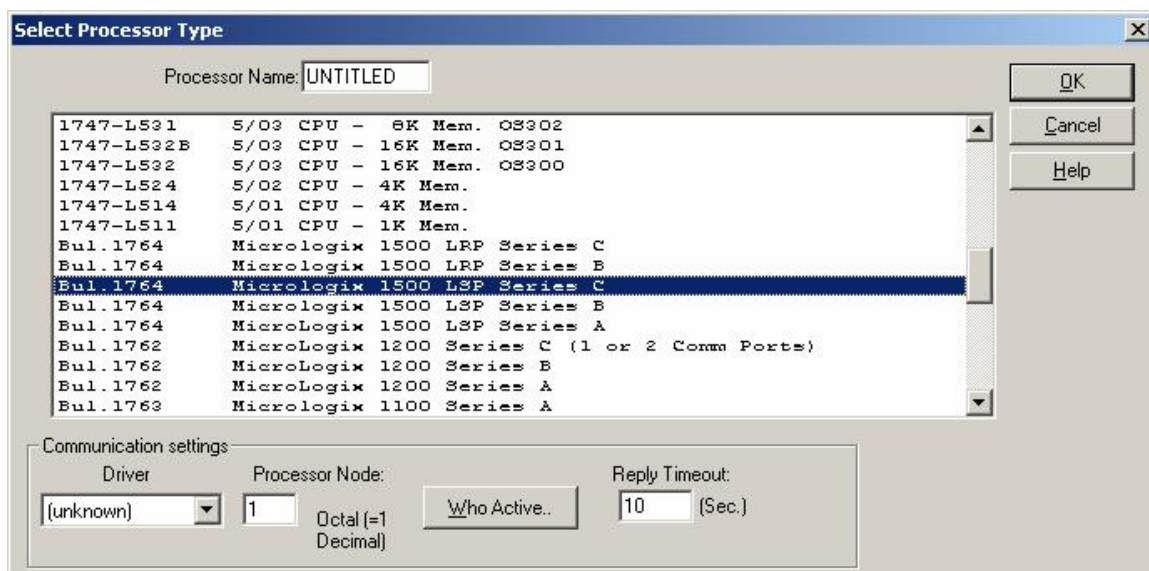 Select Processor Type
Processor Name: UNTITLED
OK
Cancel
Help
1747-L531 5/03 CPU - 8K Mem. OS302
1747-L532B 5/03 CPU - 16K Mem. OS301
1747-L532 5/03 CPU - 16K Mem. OS300
1747-L524 5/02 CPU - 4K Mem.
1747-L514 5/01 CPU - 4K Mem.
1747-L511 5/01 CPU - 1K Mem.
Bul.1764 Micrologix 1500 LRP Series C
Bul.1764 Micrologix 1500 LRP Series B
Bul.1764 Micrologix 1500 LSP Series C
Bul.1764 MicroLogix 1500 LSP Series B
Bul.1764 MicroLogix 1500 LSP Series A
Bul.1762 MicroLogix 1200 Series C (1 or 2 Comm Ports)
Bul.1762 MicroLogix 1200 Series B
Bul.1762 MicroLogix 1200 Series A
Bul.1763 Micrologix 1100 Series A
Communication settings
Driver Processor Node: Reply Timeout:
(unknown) 1 Octal (=1 Decimal) Who Active.. 10 (Sec.)